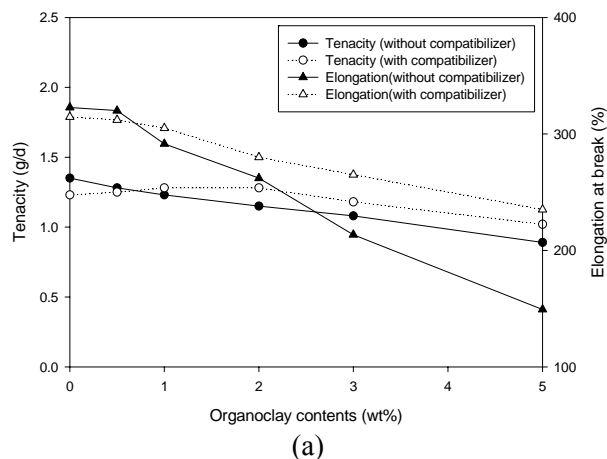 2.5
2.0
1.5
1.0
0.5
0.0
Tenacity (g/d)
400
300
200
100
Elongation at break (%)
Tenacity (without compatibilizer)
Tenacity (with compatibilizer)
Elongation(without compatibilizer)
Elongation(with compatibilizer)
0 1 2 3 4 5
Organoclay contents (wt%)
(a)